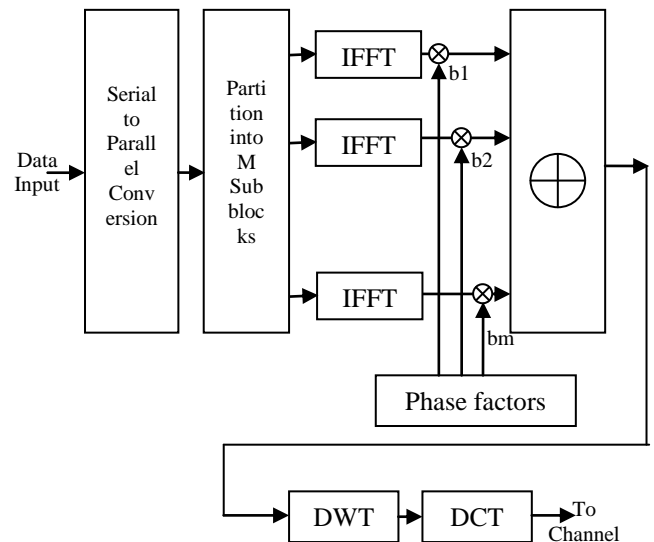 Data
Input
Serial
to
Parall
el
Conv
ersion
Parti
tion
into
M
Sub
bloc
ks
IFFT
b1
IFFT
b2
IFFT
bm
Phase factors
DWT
DCT
To
Channel